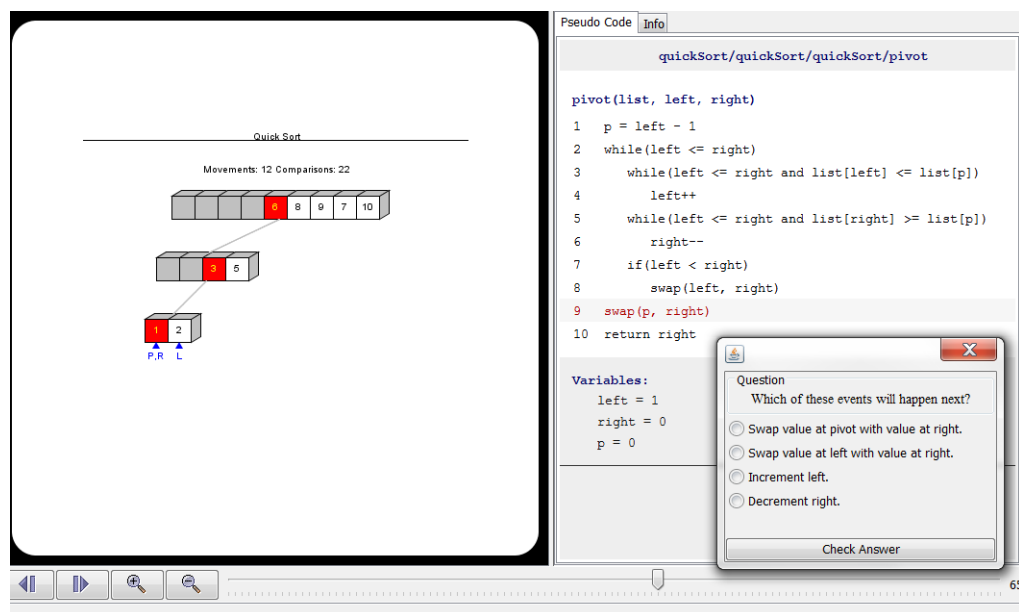 Pseudo Code Info
quickSort/quickSort/quickSort/pivot
pivot(list, left, right)
1 p = left - 1
2 while(left <= right)
3 while(left <= right and list[left] <= list[p])
4 left++
5 while(left <= right and list[right] >= list[p])
6 right--
7 if(left < right)
8 swap(left, right)
9 swap(p, right)
10 return right
Variables:
left = 1
right = 0
p = 0
Quick Sort
Movements: 12 Comparisons: 22
6 8 9 7 10
3 5
1 2
P,R L
Question
Which of these events will happen next?
Swap value at pivot with value at right.
Swap value at left with value at right.
Increment left.
Decrement right.
Check Answer